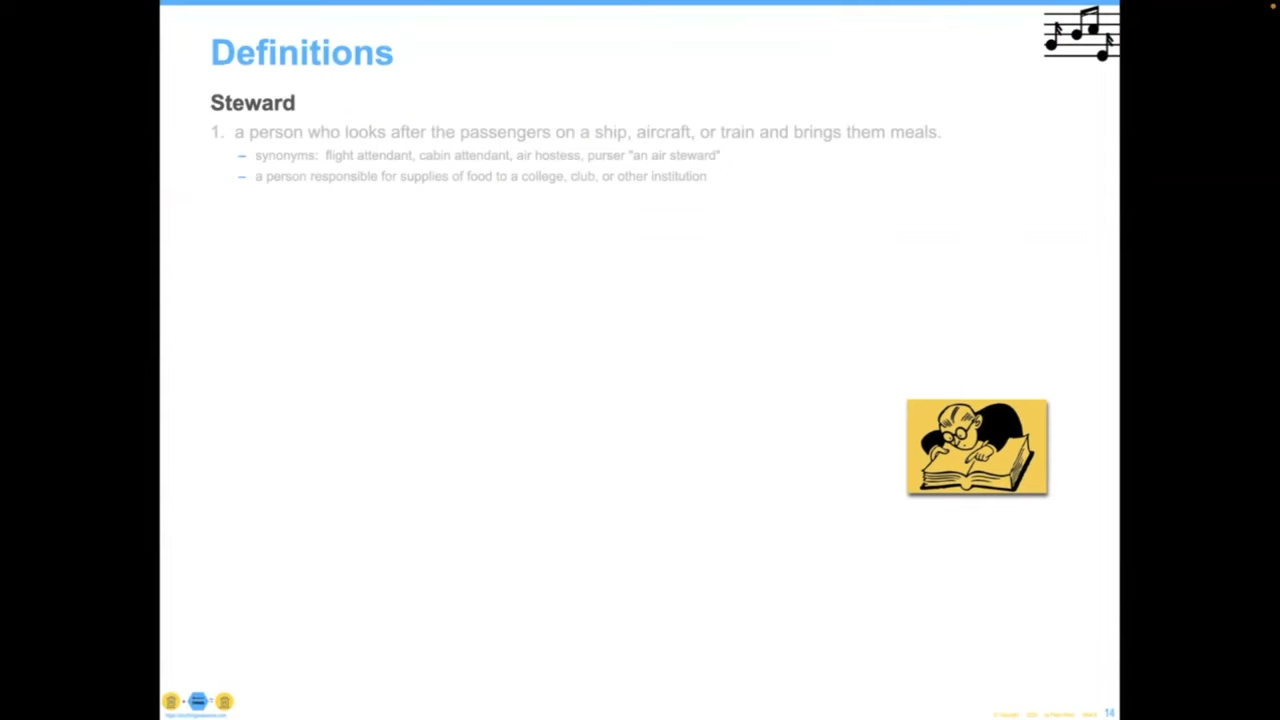 Definitions
Steward
1. a person who looks after the passengers on a ship, aircraft, or train and brings them meals.
– synonyms: flight attendant, cabin attendant, air hostess, purser "an air steward"
– a person responsible for supplies of food to a college, club, or other institution
14